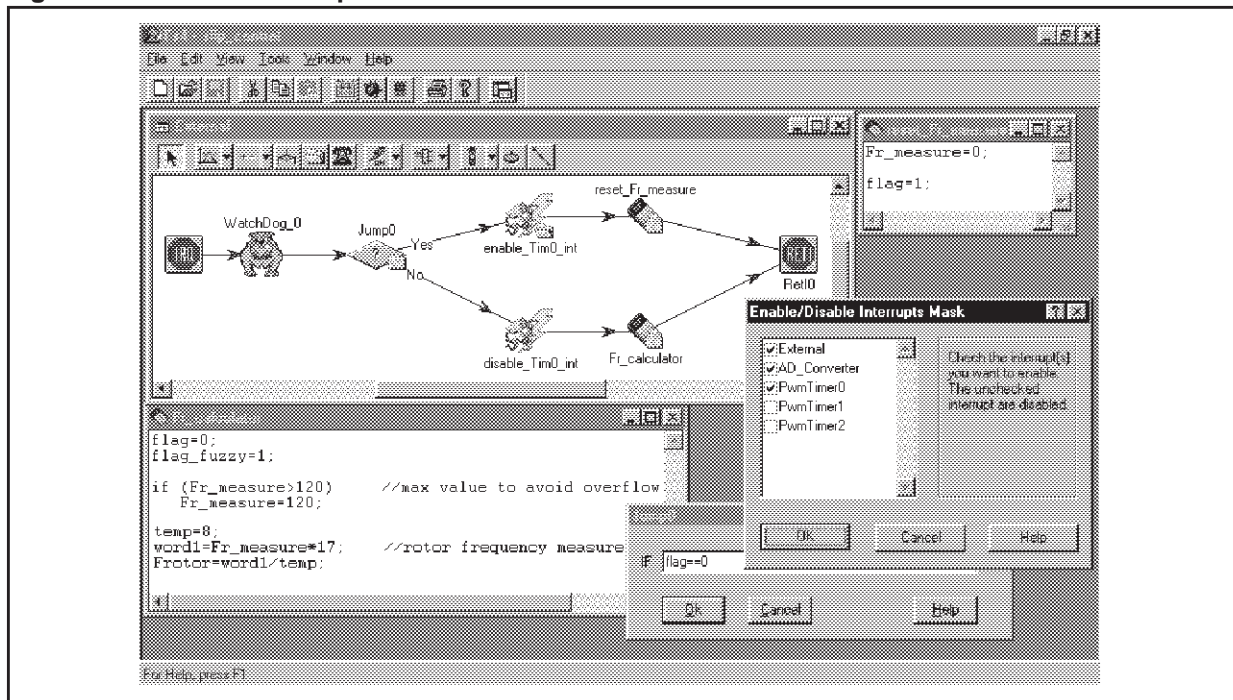 File Edit View Tools Window Help
External
reset_Fr_measure
Fr_measure=0;
flag=1;
WatchDog_0
Jump0
Yes
No
enable_Tim0_int
reset_Fr_measure
disable_Tim0_int
Fr_calculator
RetI0
Fr_calculator
flag=0;
flag_fuzzy=1;
if (Fr_measure>120) //max value to avoid overflow
Fr_measure=120;
temp=8;
word1=Fr_measure*17; //rotor frequency measure
Frotor=word1/temp;
Enable/Disable Interrupts Mask
External
AD_Converter
PwmTimer0
PwmTimer1
PwmTimer2
Check the interrupt(s)
you want to enable.
The unchecked
interrupt are disabled
OK Cancel Help
IF flag==0
Ok Cancel Help
For Help, press F1